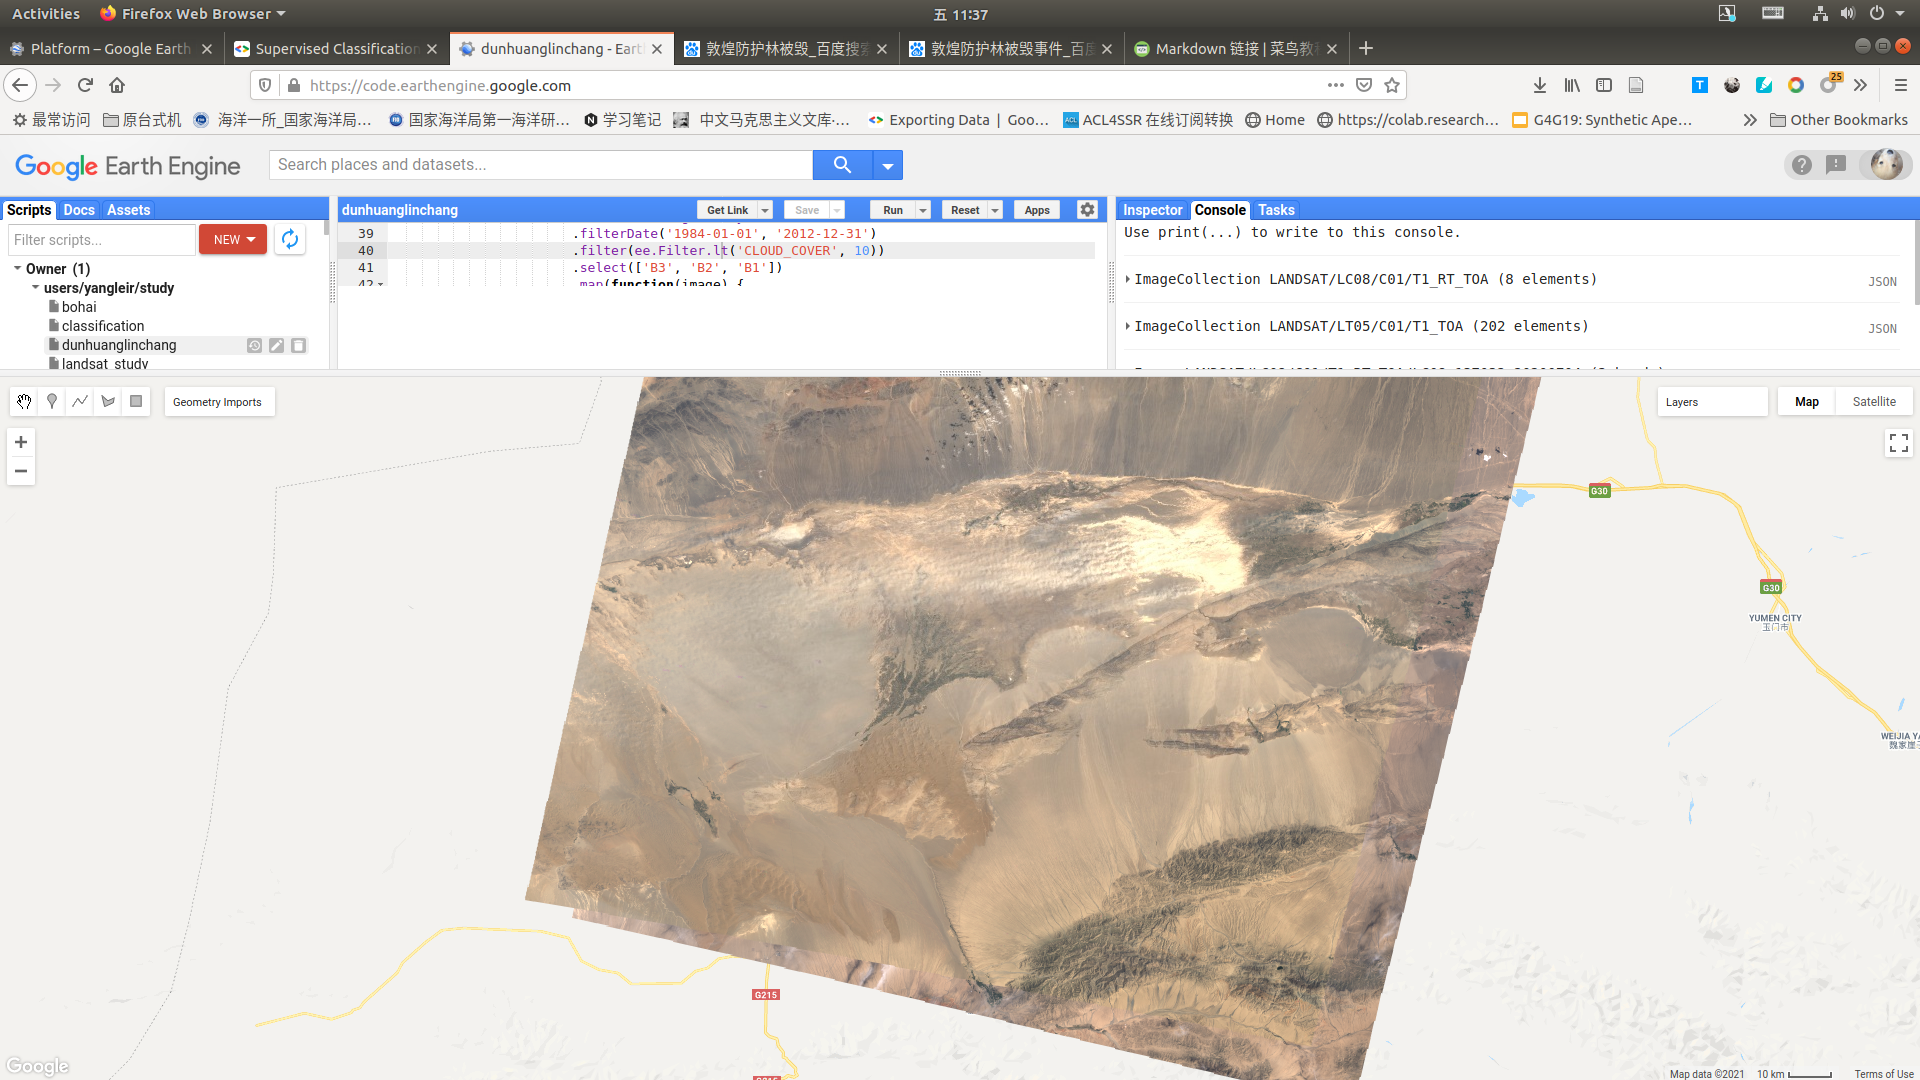 Activities
Firefox Web Browser
五 11:37
Platform – Google Earth
Supervised Classification
dunhuanglinchang - Eart
敦煌防护林被毁_百度搜
敦煌防护林被毁事件_百
Markdown 链接 | 菜鸟教
https://code.earthengine.google.com
25
最常访问
原台式机
海洋一所_国家海洋局…
国家海洋局第一海洋研…
学习笔记
中文马克思主义文库·…
Exporting Data | Goo…
ACL4SSR 在线订阅转换
Home
https://colab.research…
G4G19: Synthetic Ape…
Other Bookmarks
Google Earth Engine
Search places and datasets...
Scripts
Docs
Assets
Filter scripts...
NEW
Owner (1)
users/yangleir/study
bohai
classification
dunhuanglinchang
landsat_study
dunhuanglinchang
Get Link
Save
Run
Reset
Apps
39 .filterDate('1984-01-01', '2012-12-31')
40 .filter(ee.Filter.lt('CLOUD_COVER', 10))
41 .select(['B3', 'B2', 'B1'])
42 .map(function(image) {
Inspector
Console
Tasks
Use print(...) to write to this console.
ImageCollection LANDSAT/LC08/C01/T1_RT_TOA (8 elements)
JSON
ImageCollection LANDSAT/LT05/C01/T1_TOA (202 elements)
JSON
Geometry Imports
Layers
Map
Satellite
G30
G30
YUMEN CITY
玉门市
WEIJIA YA
魏家崖
G215
G215
Google
Map data ©2021
10 km
Terms of Use